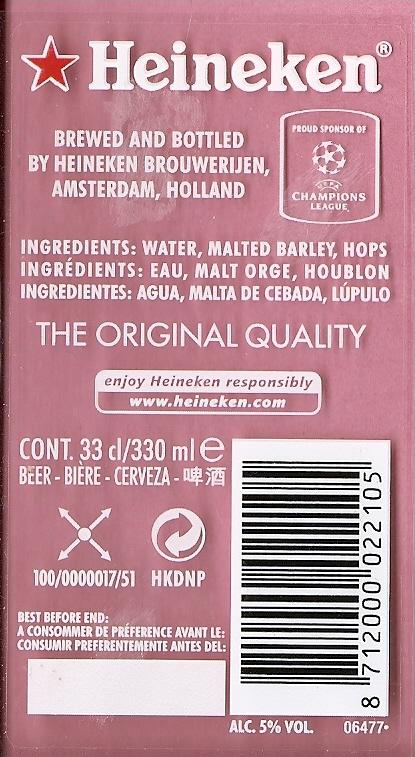 Heineken®
BREWED AND BOTTLED
BY HEINEKEN BROUWERIJEN,
AMSTERDAM, HOLLAND
PROUD SPONSOR OF
UEFA
CHAMPIONS
LEAGUE
INGREDIENTS: WATER, MALTED BARLEY, HOPS
INGRÉDIENTS: EAU, MALT ORGE, HOUBLON
INGREDIENTES: AGUA, MALTA DE CEBADA, LÚPULO
THE ORIGINAL QUALITY
enjoy Heineken responsibly
www.heineken.com
CONT. 33 cl/330 ml ℮
BEER - BIÈRE - CERVEZA - 啤酒
100/0000017/51 HKDNP
BEST BEFORE END:
A CONSOMMER DE PRÉFERENCE AVANT LE:
CONSUMIR PREFERENTEMENTE ANTES DEL:
8 712000 022105
ALC. 5% VOL. 06477•